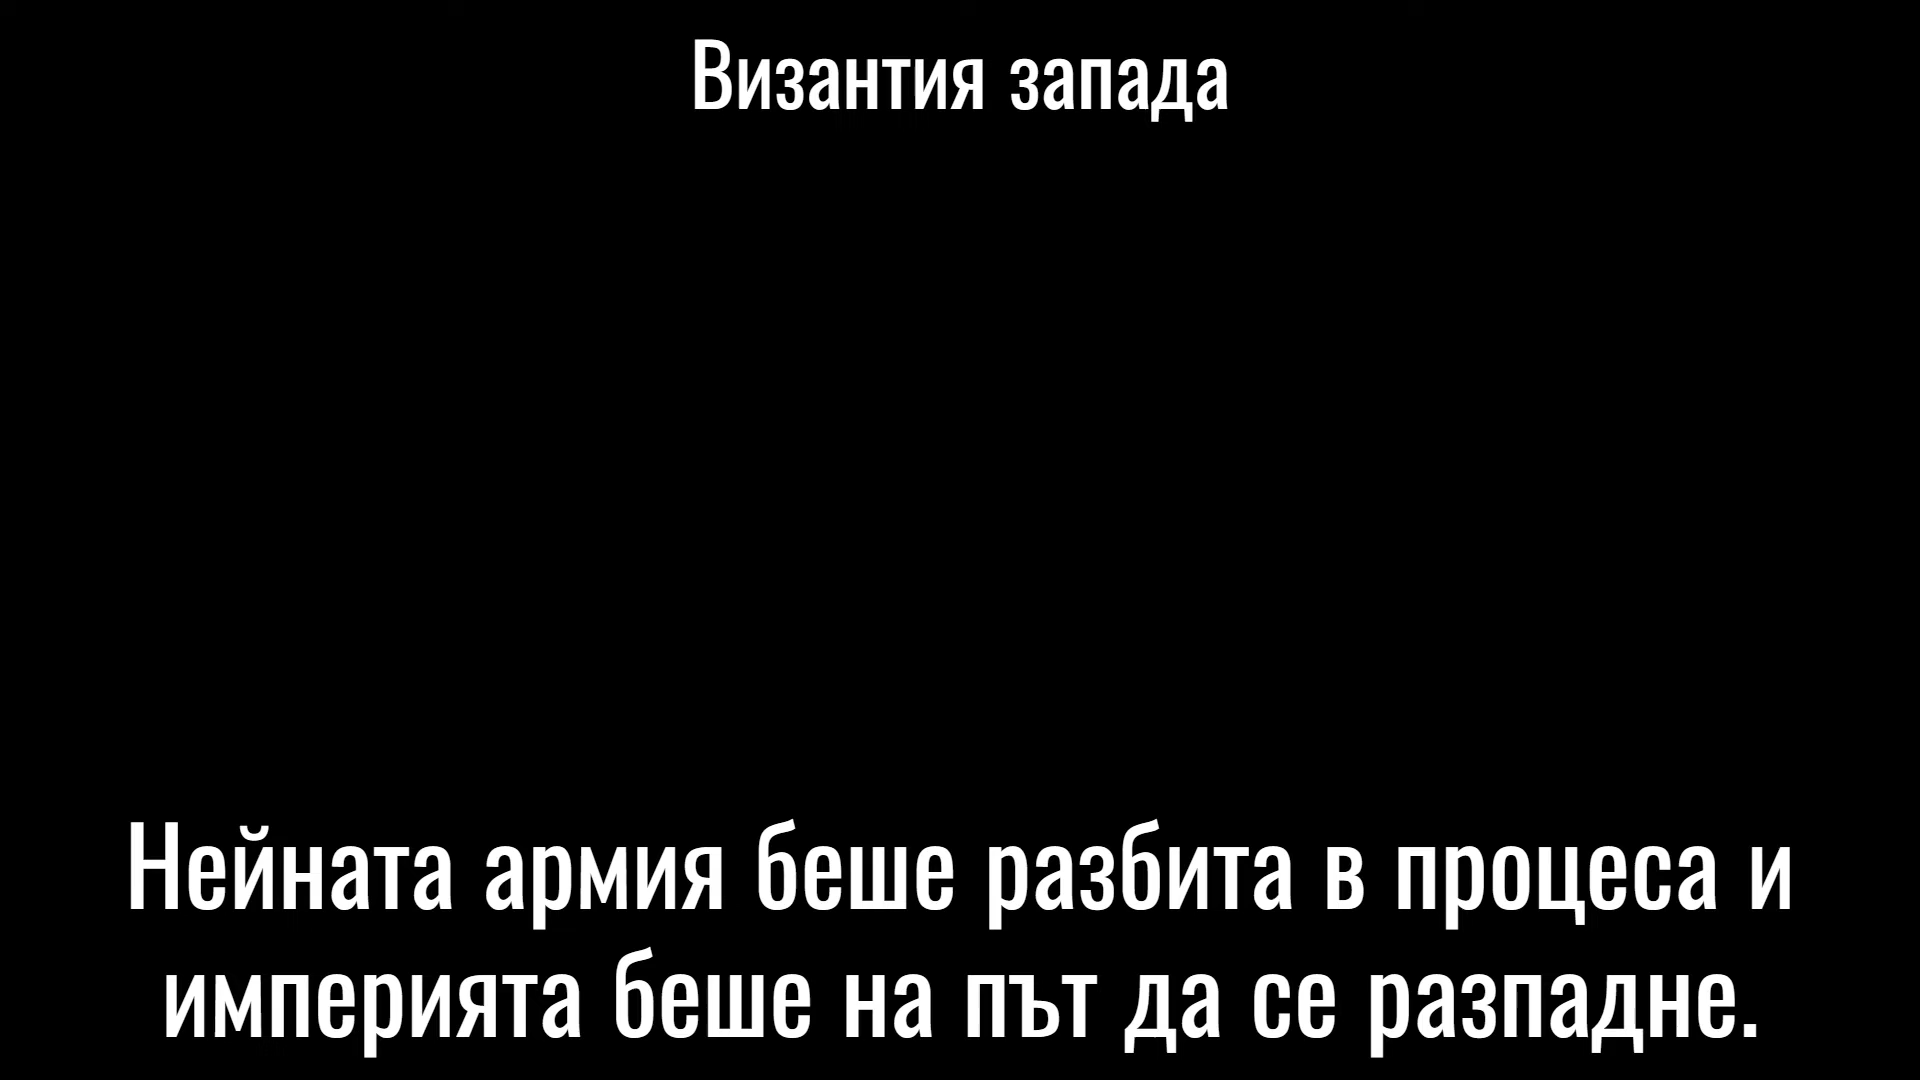 Византия запада
Нейната армия беше разбита в процеса и
империята беше на път да се разпадне.